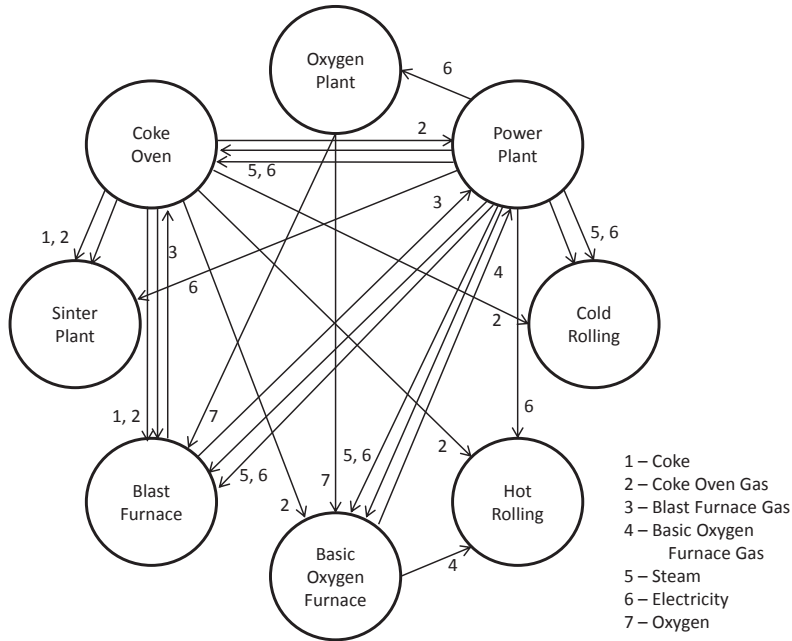 Oxygen
Plant
6
Coke
Oven
2
Power
Plant
5, 6
3
1, 2
3
5, 6
4
6
Sinter
Plant
2
Cold
Rolling
1, 2
7
6
5, 6
2
5, 6
7
2
Blast
Furnace
Hot
Rolling
Basic
Oxygen
Furnace
4
1 – Coke
2 – Coke Oven Gas
3 – Blast Furnace Gas
4 – Basic Oxygen
Furnace Gas
5 – Steam
6 – Electricity
7 – Oxygen